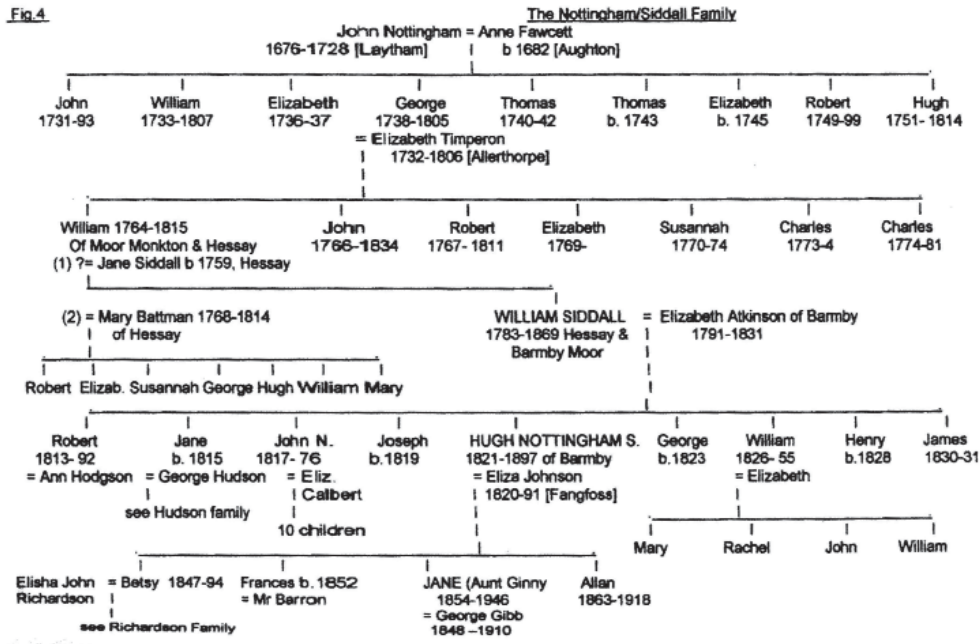 Fig.4 The Nottingham/Siddall Family
John Nottingham = Anne Fawcett
1676-1728 [Laytham] b 1682 [Aughton]
John William Elizabeth George Thomas Thomas Elizabeth Robert Hugh
1731-93 1733-1807 1736-37 1738-1805 1740-42 b. 1743 b. 1745 1749-99 1751-1814
= Elizabeth Timperon
1732-1806 [Allerthorpe]
William 1764-1815 John Robert Elizabeth Susannah Charles Charles
Of Moor Monkton & Hessay 1766-1834 1767-1811 1769- 1770-74 1773-4 1774-81
(1) ?= Jane Siddall b 1759, Hessay
(2) = Mary Battman 1768-1814 WILLIAM SIDDALL = Elizabeth Atkinson of Barmby
of Hessay 1783-1869 Hessay & 1791-1831
Barmby Moor
Robert Elizab. Susannah George Hugh William Mary
Robert Jane John N. Joseph HUGH NOTTINGHAM S. George William Henry James
1813-92 b. 1815 1817-76 b.1819 1821-1897 of Barmby b.1823 1826-55 b.1828 1830-31
= Ann Hodgson = George Hudson = Eliz. = Eliza Johnson = Elizabeth
Calbert 1820-91 [Fangfoss]
see Hudson family
10 children
Mary Rachel John William
Elisha John = Betsy 1847-94 Frances b. 1852 JANE (Aunt Ginny Allan
Richardson = Mr Barron 1854-1946 1863-1918
= George Gibb
see Richardson Family 1848-1910